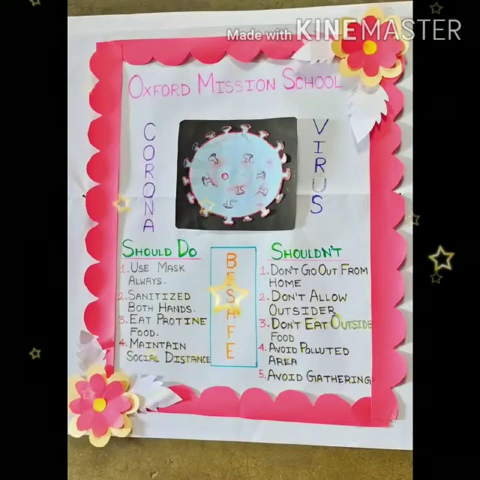 Made with KINEMASTER
OXFORD MISSION SCHOOL
CORONA
VIRUS
SHOULD DO
1. USE MASK
ALWAYS.
2. SANITIZED
BOTH HANDS.
3. EAT PROTINE
FOOD.
4. MAINTAIN
SOCIAL DISTANCE
BE SAFE
SHOULDN'T
1. DON'T GO OUT FROM
HOME
2. DON'T ALLOW
OUTSIDER
3. DON'T EAT OUTSIDE
FOOD
4. AVOID POLLUTED
AREA
5. AVOID GATHERING